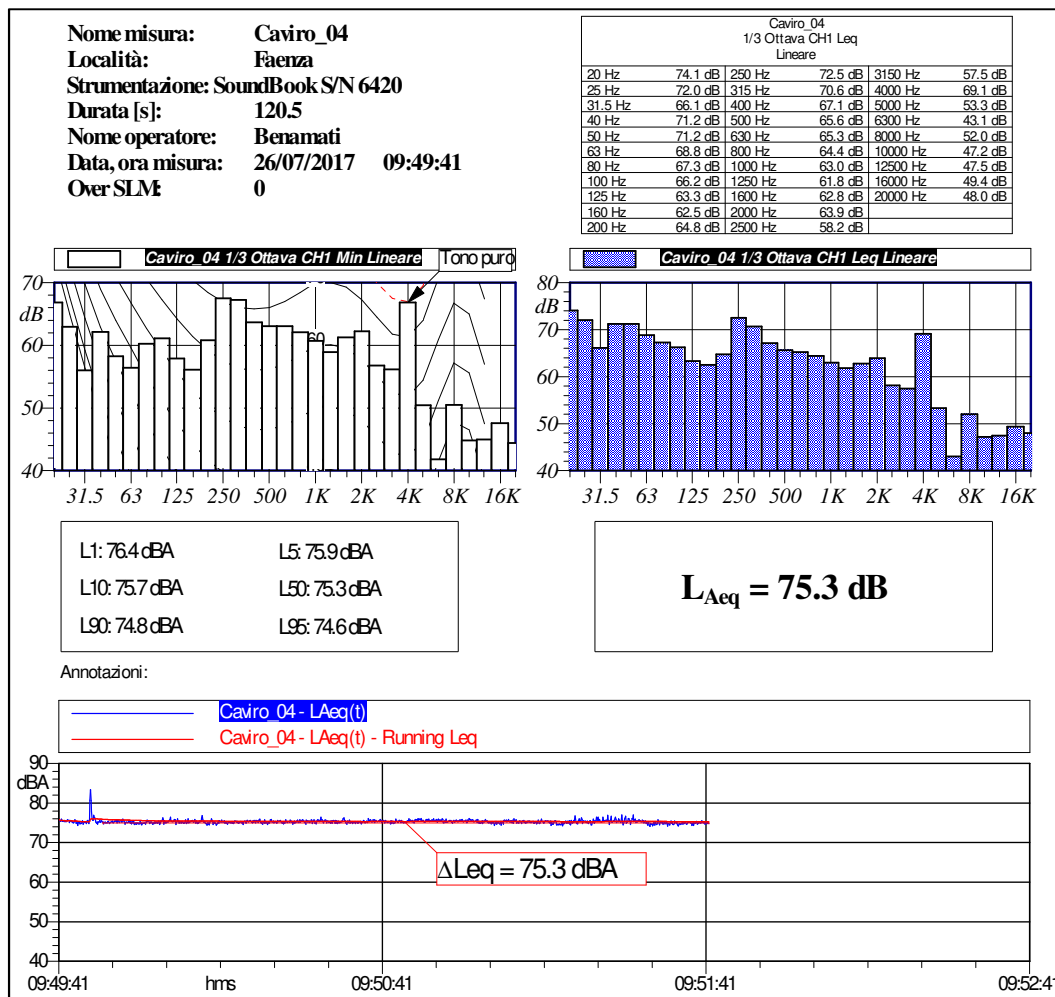 Nome misura: Caviro_04
Località: Faenza
Strumentazione: SoundBook S/N 6420
Durata [s]: 120.5
Nome operatore: Benamati
Data, ora misura: 26/07/2017 09:49:41
Over SLM: 0
Caviro_04
1/3 Ottava CH1 Leq
Lineare
20 Hz 74.1 dB 250 Hz 72.5 dB 3150 Hz 57.5 dB
25 Hz 72.0 dB 315 Hz 70.6 dB 4000 Hz 69.1 dB
31.5 Hz 66.1 dB 400 Hz 67.1 dB 5000 Hz 53.3 dB
40 Hz 71.2 dB 500 Hz 65.6 dB 6300 Hz 43.1 dB
50 Hz 71.2 dB 630 Hz 65.3 dB 8000 Hz 52.0 dB
63 Hz 68.8 dB 800 Hz 64.4 dB 10000 Hz 47.2 dB
80 Hz 67.3 dB 1000 Hz 63.0 dB 12500 Hz 47.5 dB
100 Hz 66.2 dB 1250 Hz 61.8 dB 16000 Hz 49.4 dB
125 Hz 63.3 dB 1600 Hz 62.8 dB 20000 Hz 48.0 dB
160 Hz 62.5 dB 2000 Hz 63.9 dB
200 Hz 64.8 dB 2500 Hz 58.2 dB
Caviro_04 1/3 Ottava CH1 Min Lineare
Tono puro
70
dB
60
50
40
31.5 63 125 250 500 1K 2K 4K 8K 16K
Caviro_04 1/3 Ottava CH1 Leq Lineare
80
dB
70
60
50
40
31.5 63 125 250 500 1K 2K 4K 8K 16K
L1: 76.4 dBA L5: 75.9 dBA
L10: 75.7 dBA L50: 75.3 dBA
L90: 74.8 dBA L95: 74.6 dBA
LAeq = 75.3 dB
Annotazioni:
Caviro_04 - LAeq(t)
Caviro_04 - LAeq(t) - Running Leq
90
dBA
80
70
60
50
40
ΔLeq = 75.3 dBA
09:49:41 hms 09:50:41 09:51:41 09:52:41